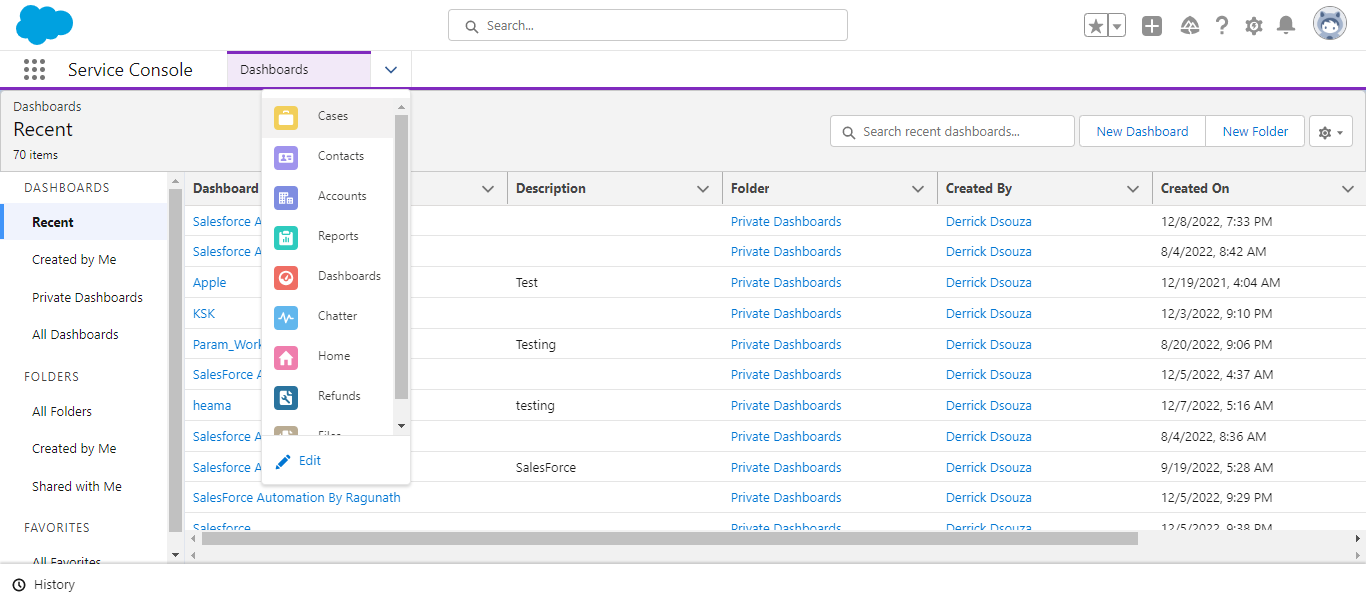 Search...
Service Console
Dashboards
Dashboards
Recent
70 items
Search recent dashboards...
New Dashboard
New Folder
Cases
Contacts
Accounts
Reports
Dashboards
Chatter
Home
Refunds
Files
Edit
DASHBOARDS
Recent
Created by Me
Private Dashboards
All Dashboards
FOLDERS
All Folders
Created by Me
Shared with Me
FAVORITES
All Favorites
Dashboard Description Folder Created By Created On
Salesforce A Private Dashboards Derrick Dsouza 12/8/2022, 7:33 PM
Salesforce A Private Dashboards Derrick Dsouza 8/4/2022, 8:42 AM
Apple Test Private Dashboards Derrick Dsouza 12/19/2021, 4:04 AM
KSK Private Dashboards Derrick Dsouza 12/3/2022, 9:10 PM
Param_Work Testing Private Dashboards Derrick Dsouza 8/20/2022, 9:06 PM
SalesForce A Private Dashboards Derrick Dsouza 12/5/2022, 4:37 AM
heama testing Private Dashboards Derrick Dsouza 12/7/2022, 5:16 AM
Salesforce A Private Dashboards Derrick Dsouza 8/4/2022, 8:36 AM
Salesforce A SalesForce Private Dashboards Derrick Dsouza 9/19/2022, 5:28 AM
SalesForce Automation By Ragunath Private Dashboards Derrick Dsouza 12/5/2022, 9:29 PM
Salesforce Private Dashboards Derrick Dsouza 12/5/2022, 9:38 PM
History